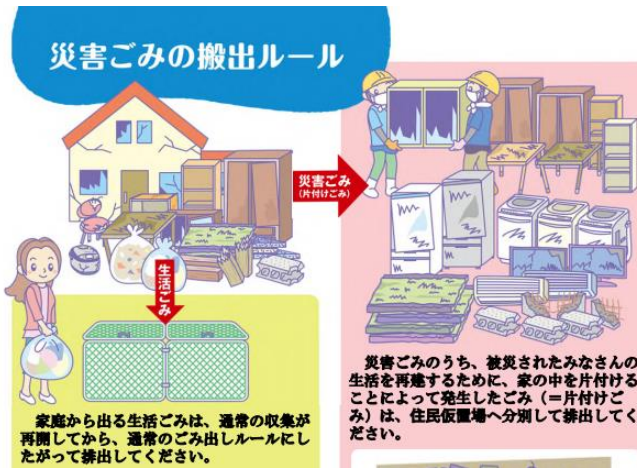 災害ごみの搬出ルール
災害ごみ
（片付けごみ）
生活ごみ
家庭から出る生活ごみは、通常の収集が
再開してから、通常のごみ出しルールにし
たがって排出してください。
災害ごみのうち、被災されたみなさんの
生活を再建するために、家の中を片付ける
ことによって発生したごみ（＝片付けご
み）は、住民仮置場へ分別して排出してく
ださい。